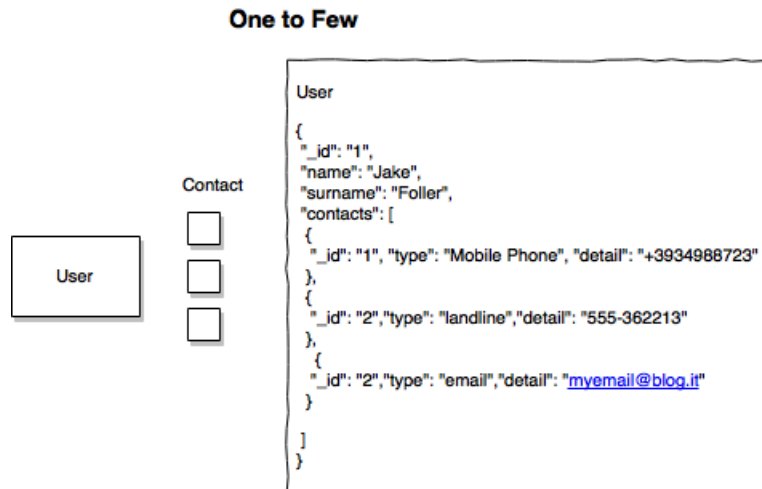 One to Few
User
Contact
User
{
"_id": "1",
"name": "Jake",
"surname": "Foller",
"contacts": [
{
"_id": "1", "type": "Mobile Phone", "detail": "+3934988723"
},
{
"_id": "2","type": "landline","detail": "555-362213"
},
{
"_id": "2","type": "email","detail": "myemail@blog.it"
}
]
}